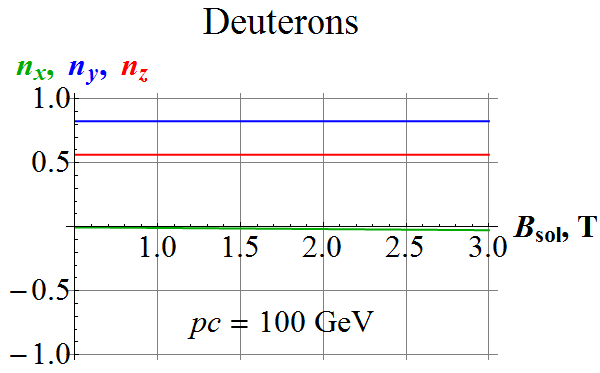 Deuterons
nx, ny, nz
1.0
0.5
Bsol, T
1.0 1.5 2.0 2.5 3.0
−0.5
pc = 100 GeV
−1.0